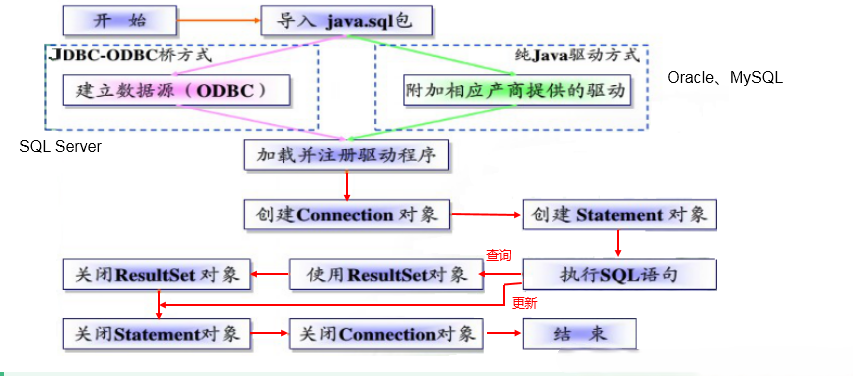 开 始
导入 java.sql包
JDBC-ODBC桥方式
纯Java驱动方式
建立数据源（ODBC）
附加相应产商提供的驱动
Oracle、MySQL
SQL Server
加载并注册驱动程序
创建Connection 对象
创建 Statement 对象
查询
关闭ResultSet 对象
使用ResultSet对象
执行SQL语句
更新
关闭Statement对象
关闭Connection对象
结 束